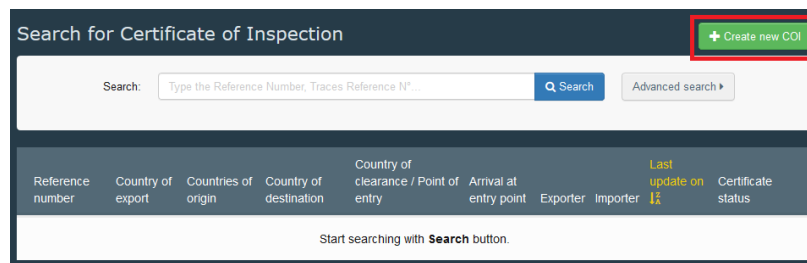 Search for Certificate of Inspection
+ Create new COI
Search:
Type the Reference Number, Traces Reference N°...
Search
Advanced search
Reference number
Country of export
Countries of origin
Country of destination
Country of clearance / Point of entry
Arrival at entry point
Exporter
Importer
Last update on
Certificate status
Start searching with Search button.